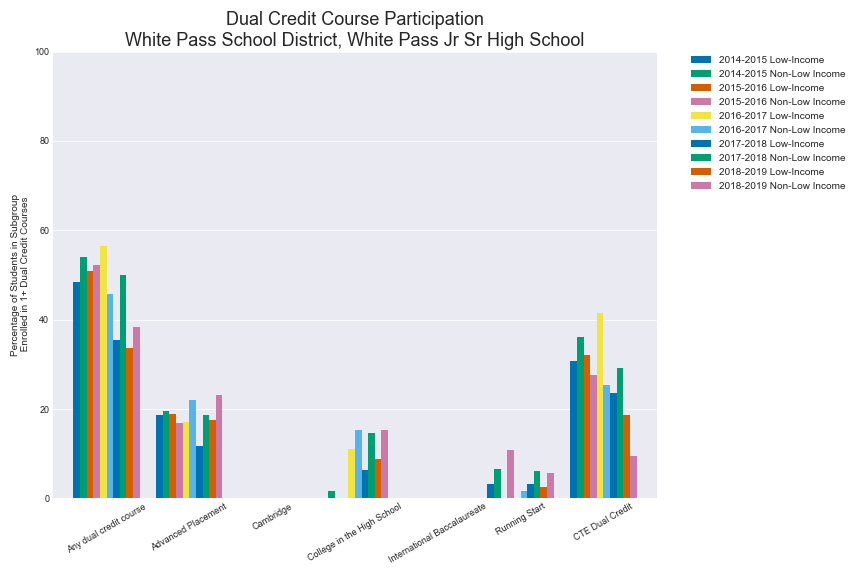 Dual Credit Course Participation
White Pass School District, White Pass Jr Sr High School
100
80
60
40
20
0
Percentage of Students in Subgroup
Enrolled in 1+ Dual Credit Courses
Any dual credit course
Advanced Placement
Cambridge
College in the High School
International Baccalaureate
Running Start
CTE Dual Credit
2014-2015 Low-Income
2014-2015 Non-Low Income
2015-2016 Low-Income
2015-2016 Non-Low Income
2016-2017 Low-Income
2016-2017 Non-Low Income
2017-2018 Low-Income
2017-2018 Non-Low Income
2018-2019 Low-Income
2018-2019 Non-Low Income